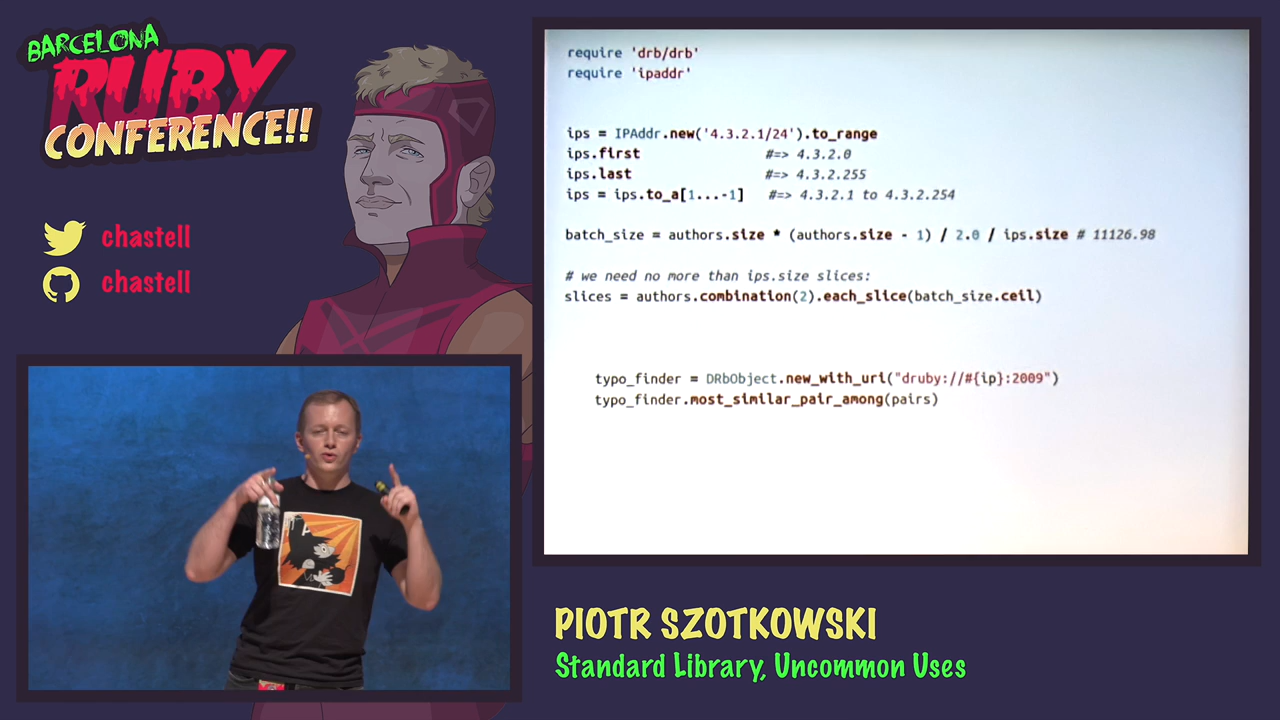 BARCELONA
RUBY
CONFERENCE!!
chastell
chastell
require 'drb/drb'
require 'ipaddr'
ips = IPAddr.new('4.3.2.1/24').to_range
ips.first #=> 4.3.2.0
ips.last #=> 4.3.2.255
ips = ips.to_a[1...-1] #=> 4.3.2.1 to 4.3.2.254
batch_size = authors.size * (authors.size - 1) / 2.0 / ips.size # 11126.98
# we need no more than ips.size slices:
slices = authors.combination(2).each_slice(batch_size.ceil)
typo_finder = DRbObject.new_with_uri("druby://#{ip}:2009")
typo_finder.most_similar_pair_among(pairs)
PIOTR SZOTKOWSKI
Standard Library, Uncommon Uses